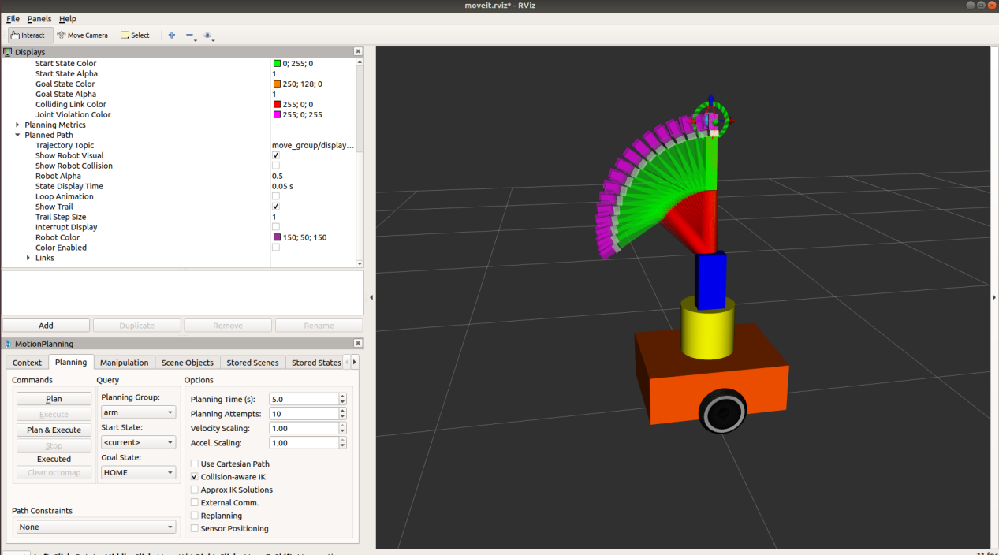 moveit.rviz* - RViz
File Panels Help
Interact Move Camera Select
Displays
Start State Color 0; 255; 0
Start State Alpha 1
Goal State Color 250; 128; 0
Goal State Alpha 1
Colliding Link Color 255; 0; 0
Joint Violation Color 255; 0; 255
Planning Metrics
Planned Path
Trajectory Topic move_group/display...
Show Robot Visual
Show Robot Collision
Robot Alpha 0.5
State Display Time 0.05 s
Loop Animation
Show Trail
Trail Step Size 1
Interrupt Display
Robot Color 150; 50; 150
Color Enabled
Links
Add Duplicate Remove Rename
MotionPlanning
Context Planning Manipulation Scene Objects Stored Scenes Stored States
Commands Query Options
Plan Planning Group: Planning Time (s): 5.0
Execute arm Planning Attempts: 10
Plan & Execute Start State: Velocity Scaling: 1.00
Stop <current> Accel. Scaling: 1.00
Executed Goal State: Use Cartesian Path
Clear octomap HOME Collision-aware IK
Approx IK Solutions
External Comm.
Path Constraints Replanning
None Sensor Positioning